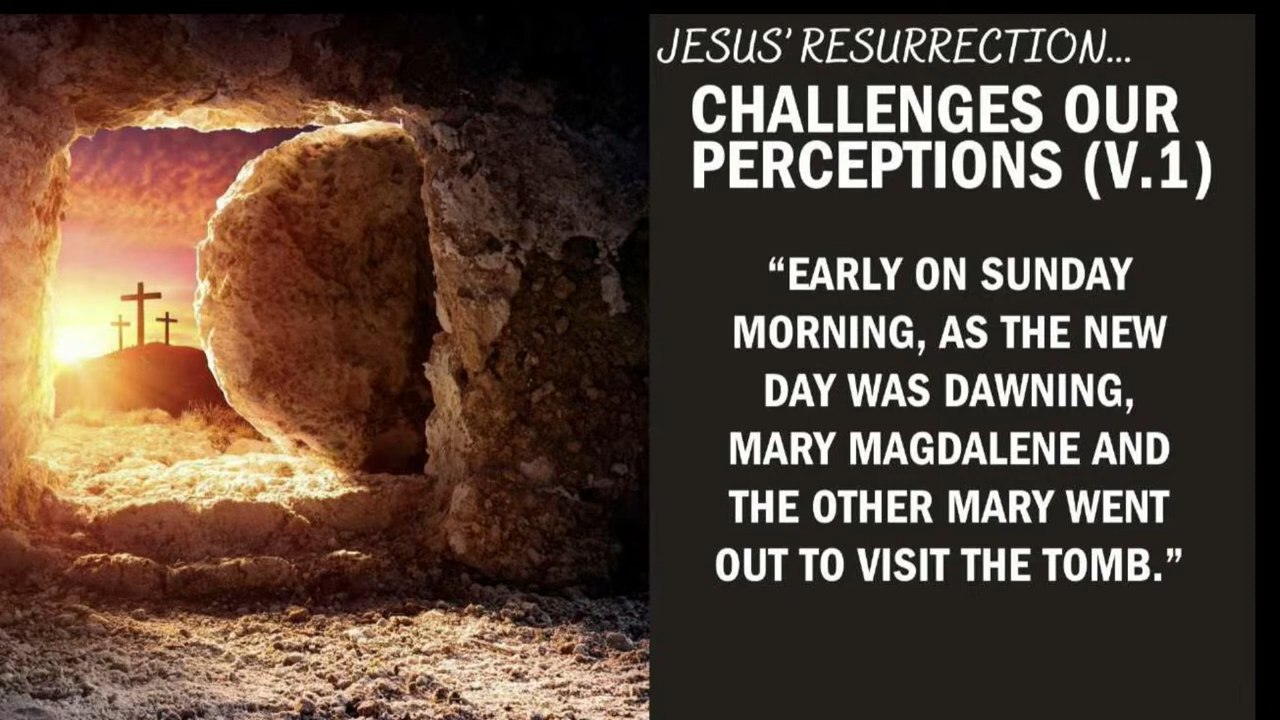 JESUS’ RESURRECTION...
CHALLENGES OUR
PERCEPTIONS (V.1)
“EARLY ON SUNDAY
MORNING, AS THE NEW
DAY WAS DAWNING,
MARY MAGDALENE AND
THE OTHER MARY WENT
OUT TO VISIT THE TOMB.”